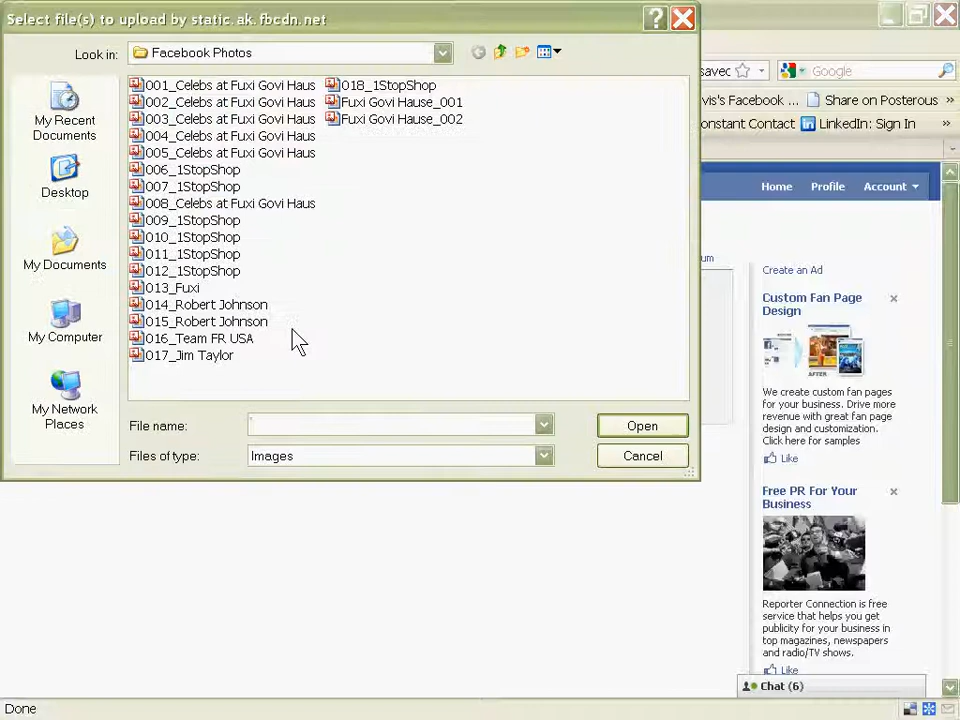 Select file(s) to upload by static.ak.fbcdn.net
Look in:
Facebook Photos
My Recent
Documents
Desktop
My Documents
My Computer
My Network
Places
001_Celebs at Fuxi Govi Haus
002_Celebs at Fuxi Govi Haus
003_Celebs at Fuxi Govi Haus
004_Celebs at Fuxi Govi Haus
005_Celebs at Fuxi Govi Haus
006_1StopShop
007_1StopShop
008_Celebs at Fuxi Govi Haus
009_1StopShop
010_1StopShop
011_1StopShop
012_1StopShop
013_Fuxi
014_Robert Johnson
015_Robert Johnson
016_Team FR USA
017_Jim Taylor
018_1StopShop
Fuxi Govi Hause_001
Fuxi Govi Hause_002
File name:
Open
Files of type:
Images
Cancel
savec
Google
vis's Facebook ...
Share on Posterous
»
onstant Contact
LinkedIn: Sign In
»
Home
Profile
Account
um
Create an Ad
Custom Fan Page
Design
AFTER
We create custom fan pages
for your business. Drive more
revenue with great fan page
design and customization.
Click here for samples
Like
Free PR For Your
Business
Reporter Connection is free
service that helps you get
publicity for your business in
top magazines, newspapers
and radio/TV shows.
Like
Chat (6)
Done